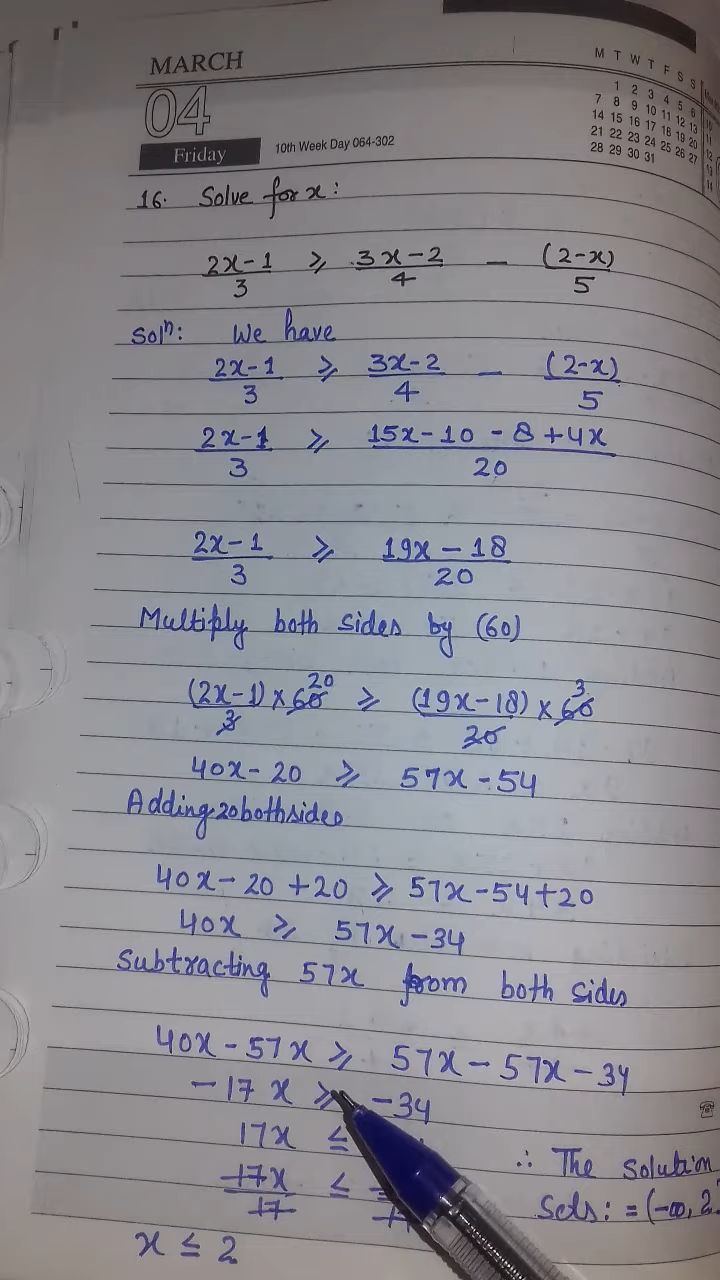 MARCH
04
Friday
10th Week Day 064-302
M T W T F S S
1 2 3 4 5 6
7 8 9 10 11 12 13
14 15 16 17 18 19 20
21 22 23 24 25 26 27
28 29 30 31
16. Solve for x:
(2x-1)/3 ≥ (3x-2)/4 - (2-x)/5
Solⁿ: We have
(2x-1)/3 ≥ (3x-2)/4 - (2-x)/5
(2x-1)/3 ≥ (15x-10-8+4x)/20
(2x-1)/3 ≥ (19x-18)/20
Multiply both sides by (60)
(2x-1)×60/3 20 ≥ (19x-18)×60/20 3
40x-20 ≥ 57x-54
Adding 20 both sides
40x-20+20 ≥ 57x-54+20
40x ≥ 57x-34
Subtracting 57x from both sides
40x-57x ≥ 57x-57x-34
-17x ≥ -34
17x ≤
17x/17 ≤
x ≤ 2
∴ The solution
Sets: = (-∞, 2